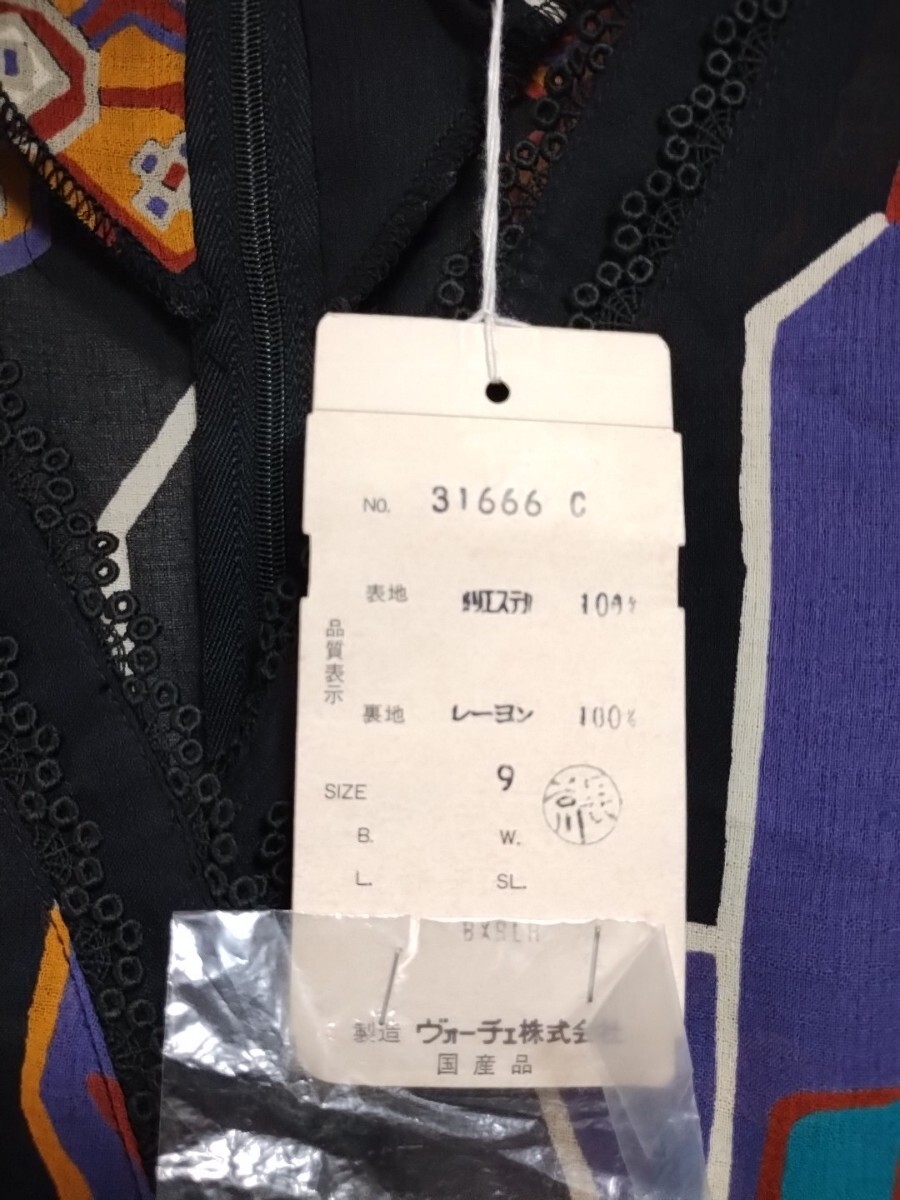 NO. 31666 C
表地 ポリエステル 100%
品質表示
裏地 レーヨン 100%
SIZE 9
B. W.
L. SL.
製造 ヴォーチェ株式会社
国産品